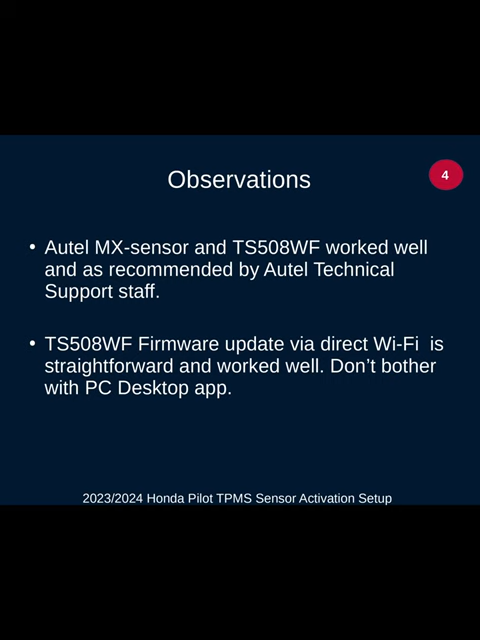 Observations
4
• Autel MX-sensor and TS508WF worked well
and as recommended by Autel Technical
Support staff.
• TS508WF Firmware update via direct Wi-Fi  is
straightforward and worked well. Don’t bother
with PC Desktop app.
2023/2024 Honda Pilot TPMS Sensor Activation Setup